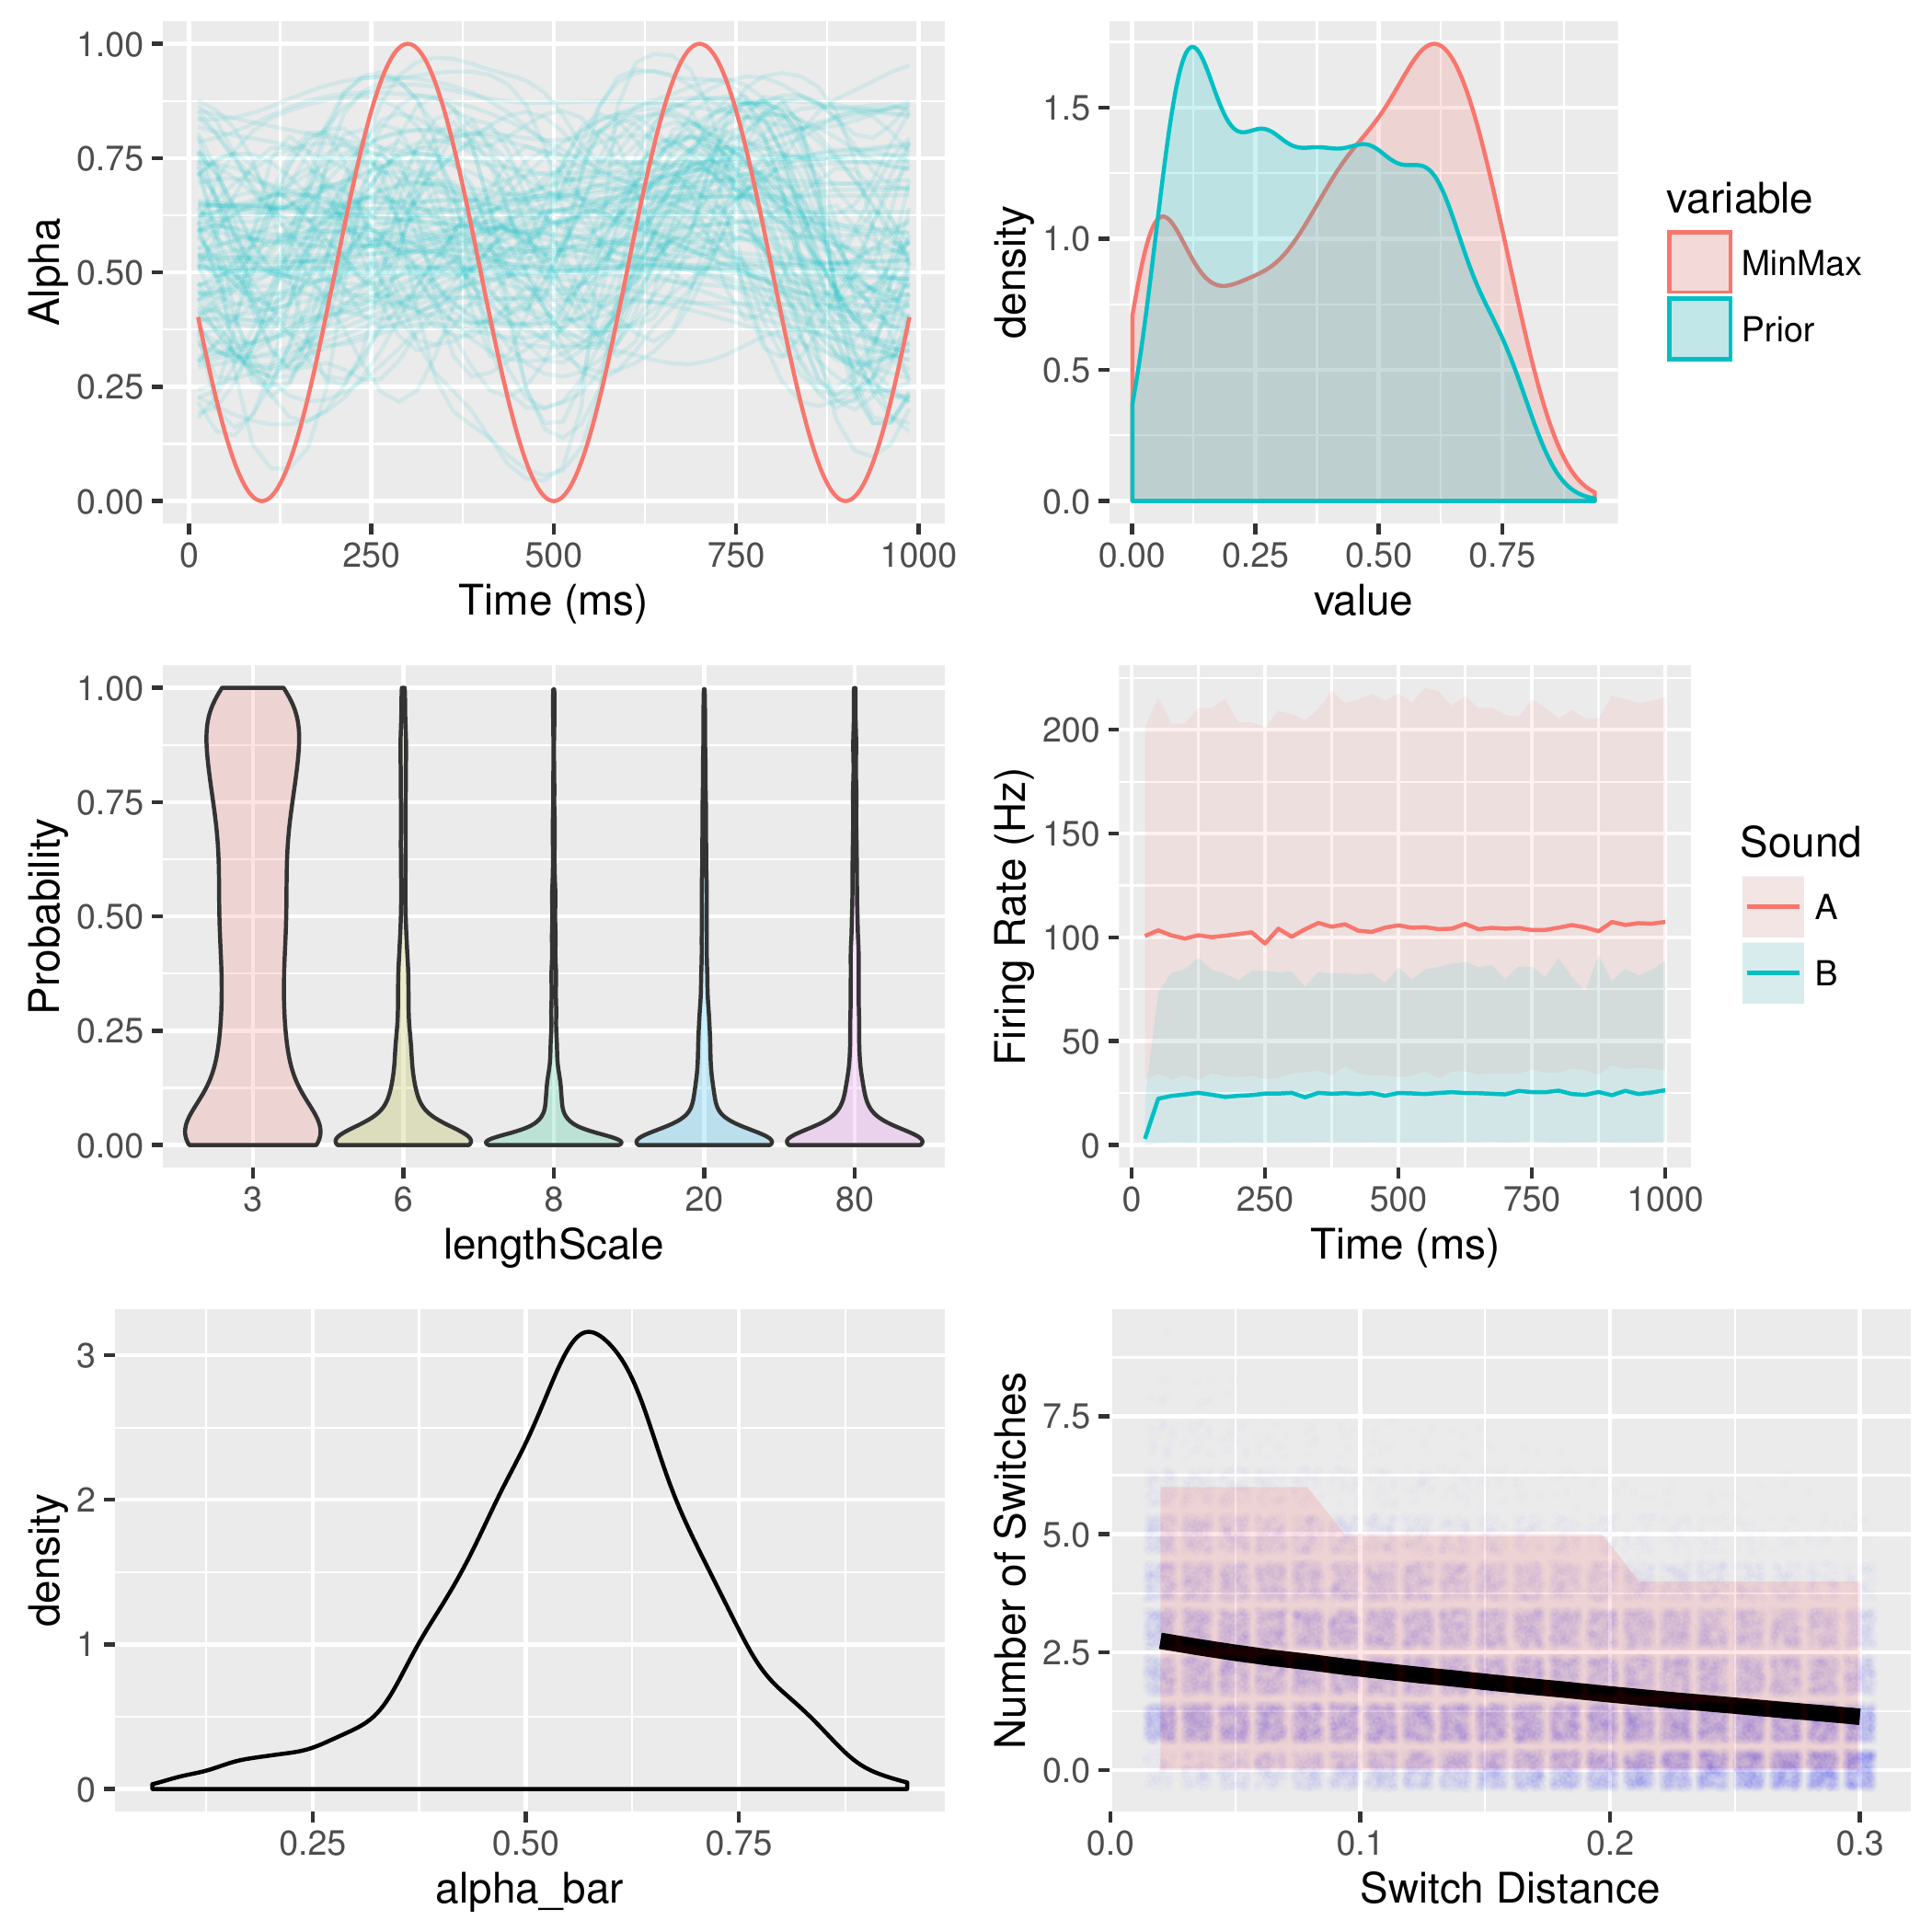 1.00
0.75
0.50
0.25
0.00
Alpha
0 250 500 750 1000
Time (ms)
1.5
1.0
0.5
0.0
density
0.00 0.25 0.50 0.75
value
variable
MinMax
Prior
1.00
0.75
0.50
0.25
0.00
Probability
3 6 8 20 80
lengthScale
200
150
100
50
0
Firing Rate (Hz)
0 250 500 750 1000
Time (ms)
Sound
A
B
3
2
1
0
density
0.25 0.50 0.75
alpha_bar
7.5
5.0
2.5
0.0
Number of Switches
0.0 0.1 0.2 0.3
Switch Distance